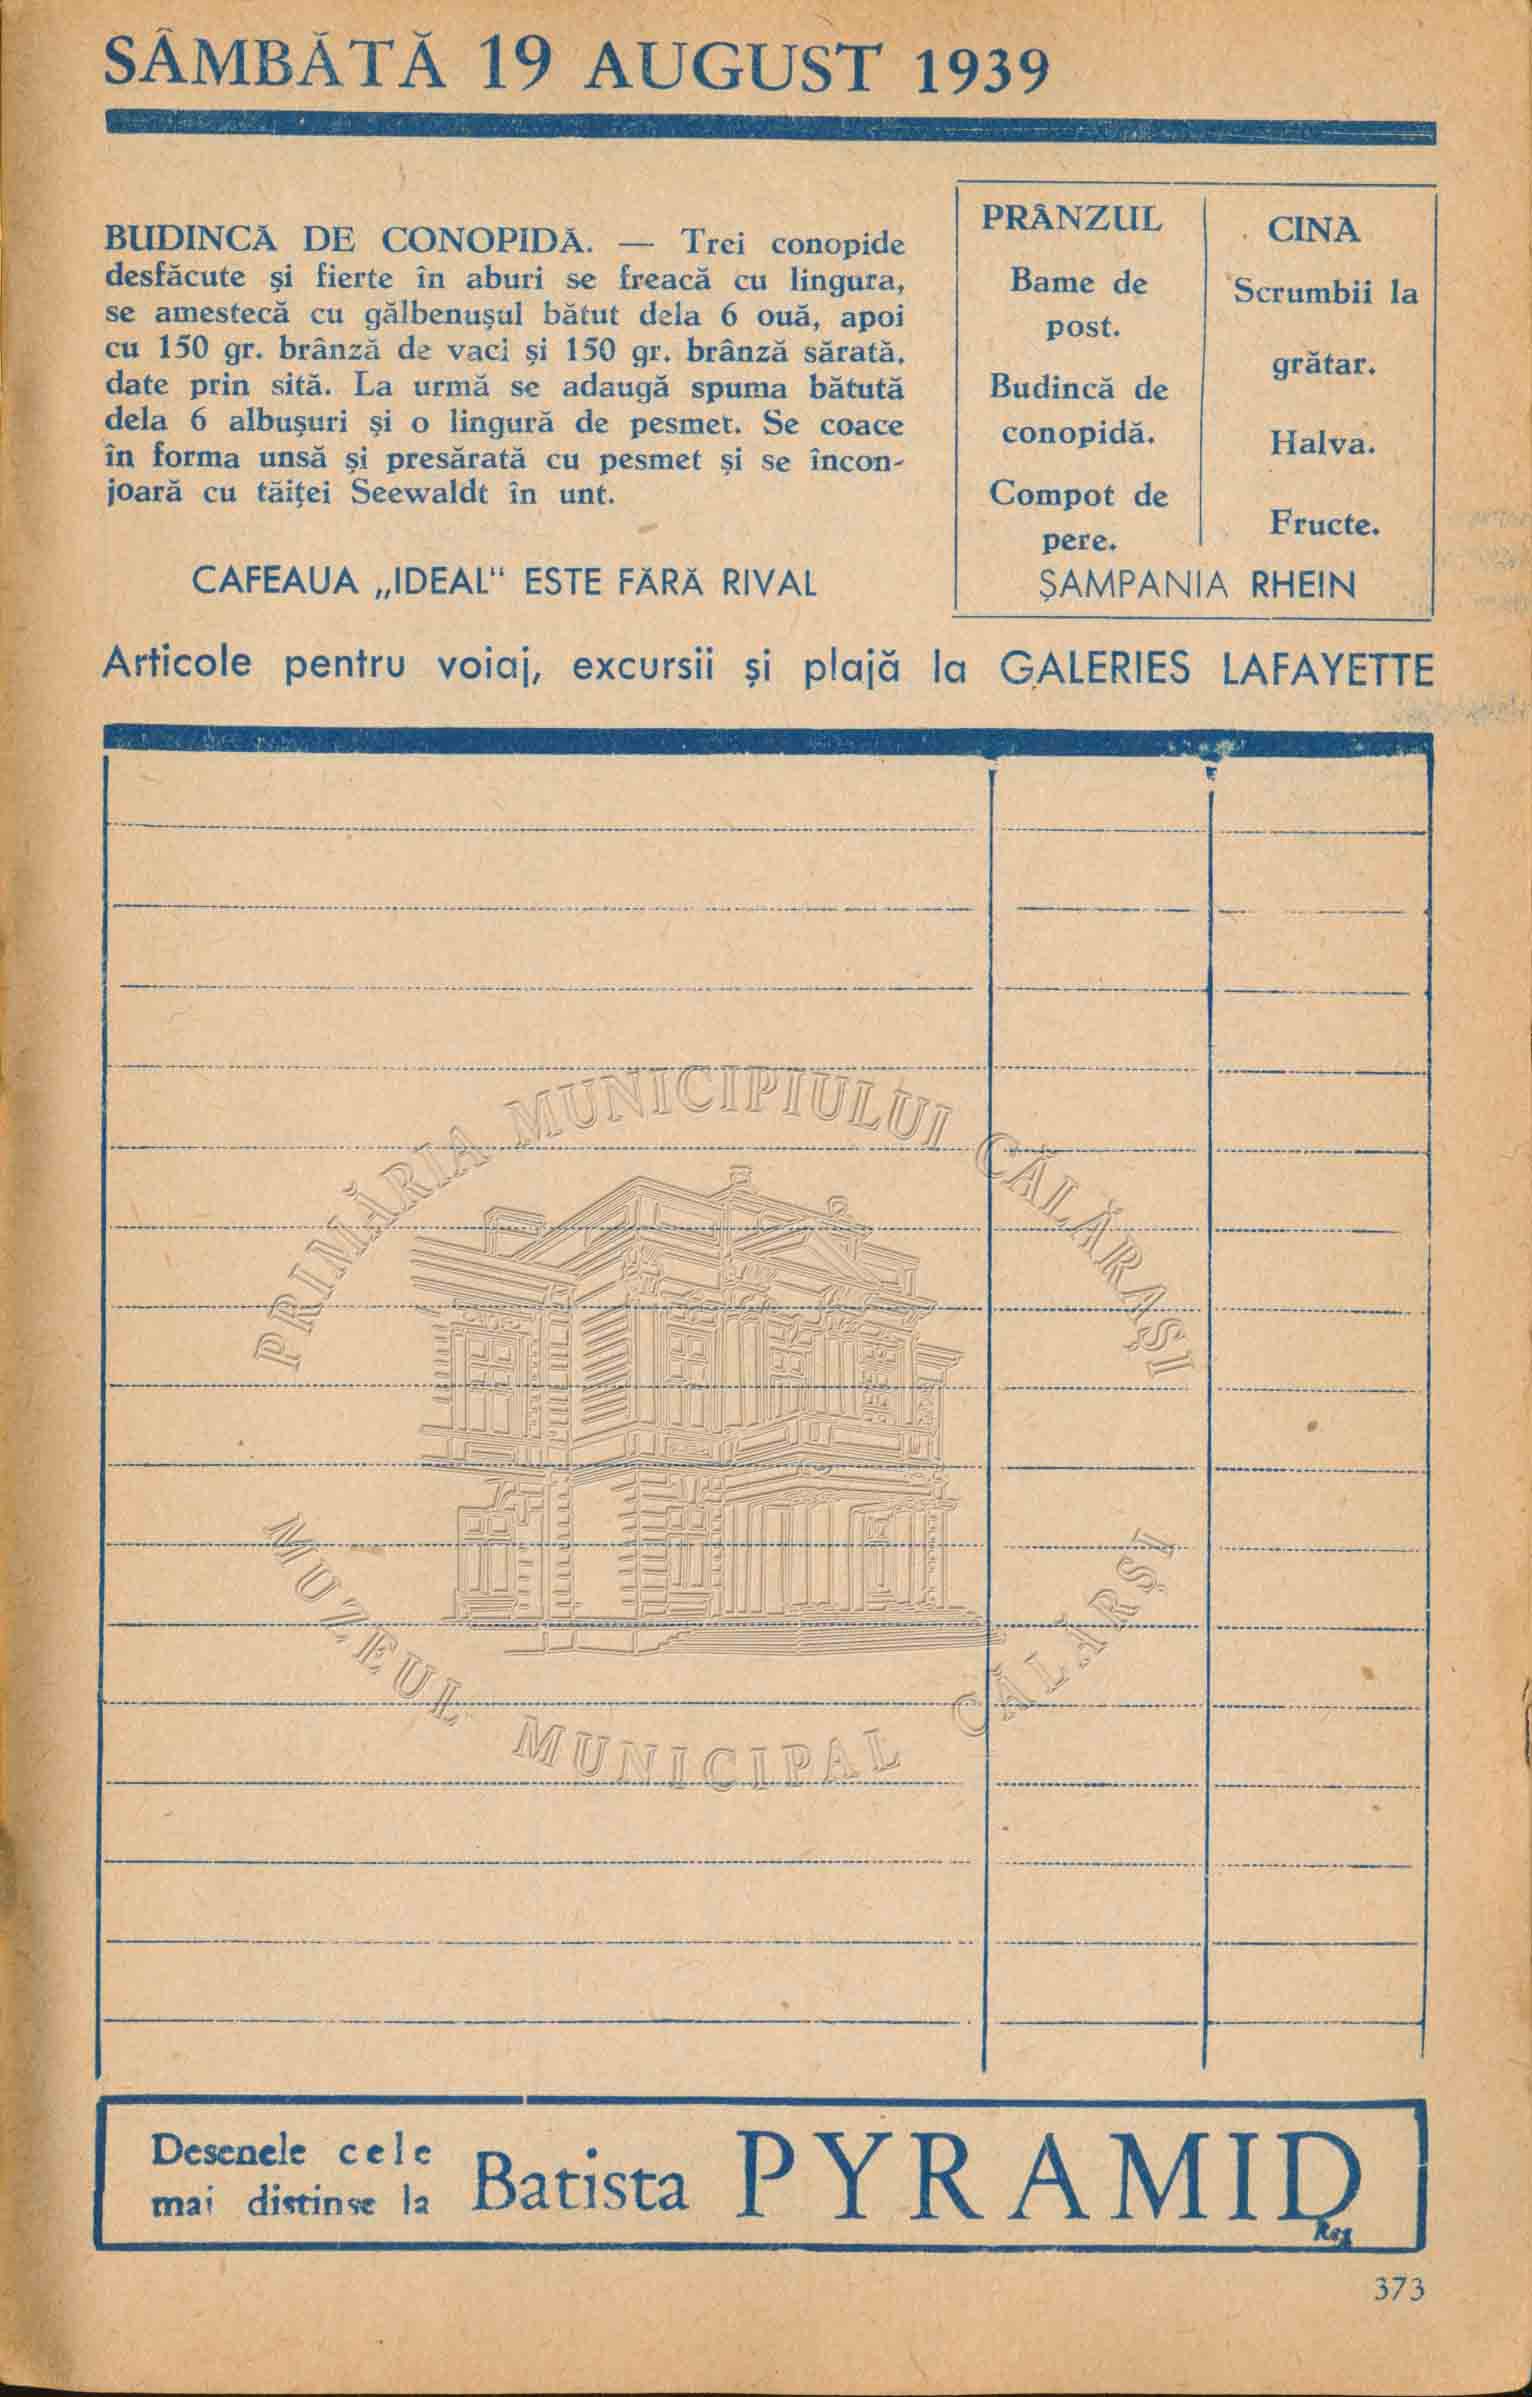 SÂMBĂTĂ 19 AUGUST 1939
BUDINCĂ DE CONOPIDĂ. — Trei conopide
desfăcute și fierte în aburi se freacă cu lingura,
se amestecă cu gălbenușul bătut dela 6 ouă, apoi
cu 150 gr. brânză de vaci și 150 gr. brânză sărată,
date prin sită. La urmă se adaugă spuma bătută
dela 6 albușuri și o lingură de pesmet. Se coace
în forma unsă și presărată cu pesmet și se încon-
joară cu tăiței Seewaldt în unt.
CAFEAUA „IDEAL" ESTE FĂRĂ RIVAL
PRÂNZUL
Bame de
post.
Budincă de
conopidă.
Compot de
pere.
CINA
Scrumbii la
grătar.
Halva.
Fructe.
ȘAMPANIA RHEIN
Articole pentru voiaj, excursii și plajă la GALERIES LAFAYETTE
PRIMĂRIA MUNICIPIULUI CĂLĂRAȘI
MUZEUL MUNICIPAL CĂLĂRȘI
Desenele cele
mai distinse la
Batista PYRAMID
Reg
373